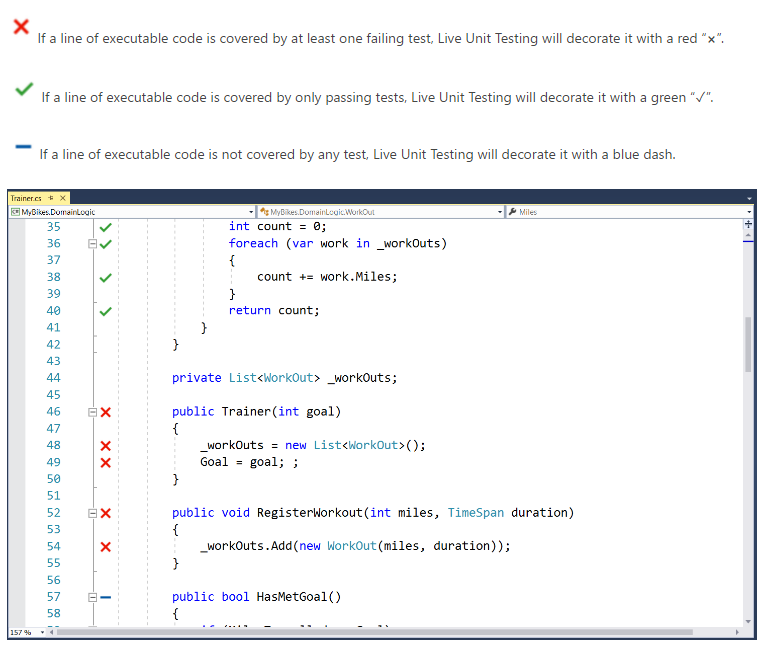 If a line of executable code is covered by at least one failing test, Live Unit Testing will decorate it with a red “×”.
If a line of executable code is covered by only passing tests, Live Unit Testing will decorate it with a green “✓”.
If a line of executable code is not covered by any test, Live Unit Testing will decorate it with a blue dash.
Trainer.cs
MyBikes.DomainLogic MyBikes.DomainLogic.WorkOut Miles
35 int count = 0;
36 foreach (var work in _workOuts)
37 {
38 count += work.Miles;
39 }
40 return count;
41 }
42 }
43
44 private List<WorkOut> _workOuts;
45
46 public Trainer(int goal)
47 {
48 _workOuts = new List<WorkOut>();
49 Goal = goal; ;
50 }
51
52 public void RegisterWorkout(int miles, TimeSpan duration)
53 {
54 _workOuts.Add(new WorkOut(miles, duration));
55 }
56
57 public bool HasMetGoal()
58 {
157 %